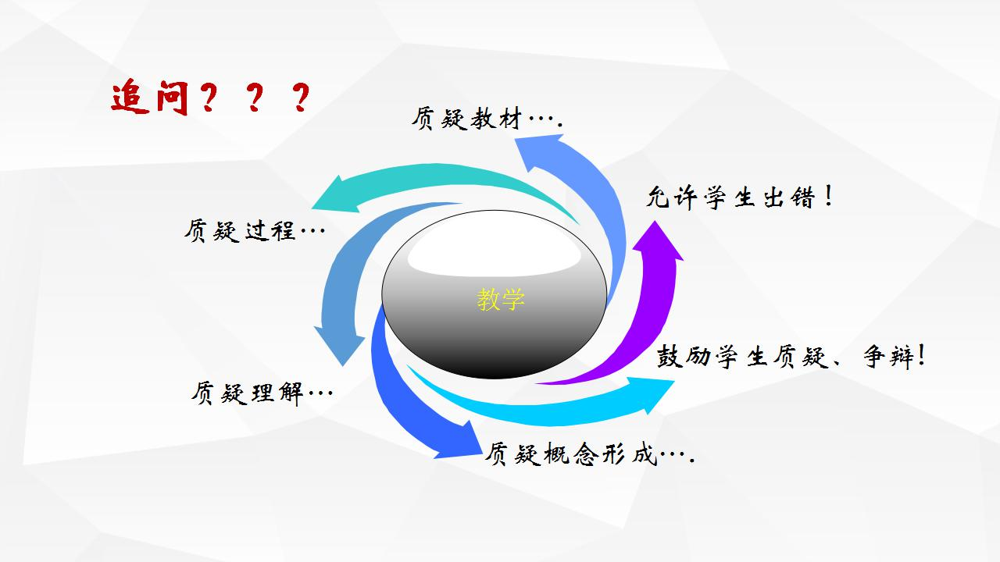 追问？？？
质疑教材….
允许学生出错！
质疑过程…
教学
鼓励学生质疑、争辩!
质疑理解…
质疑概念形成….